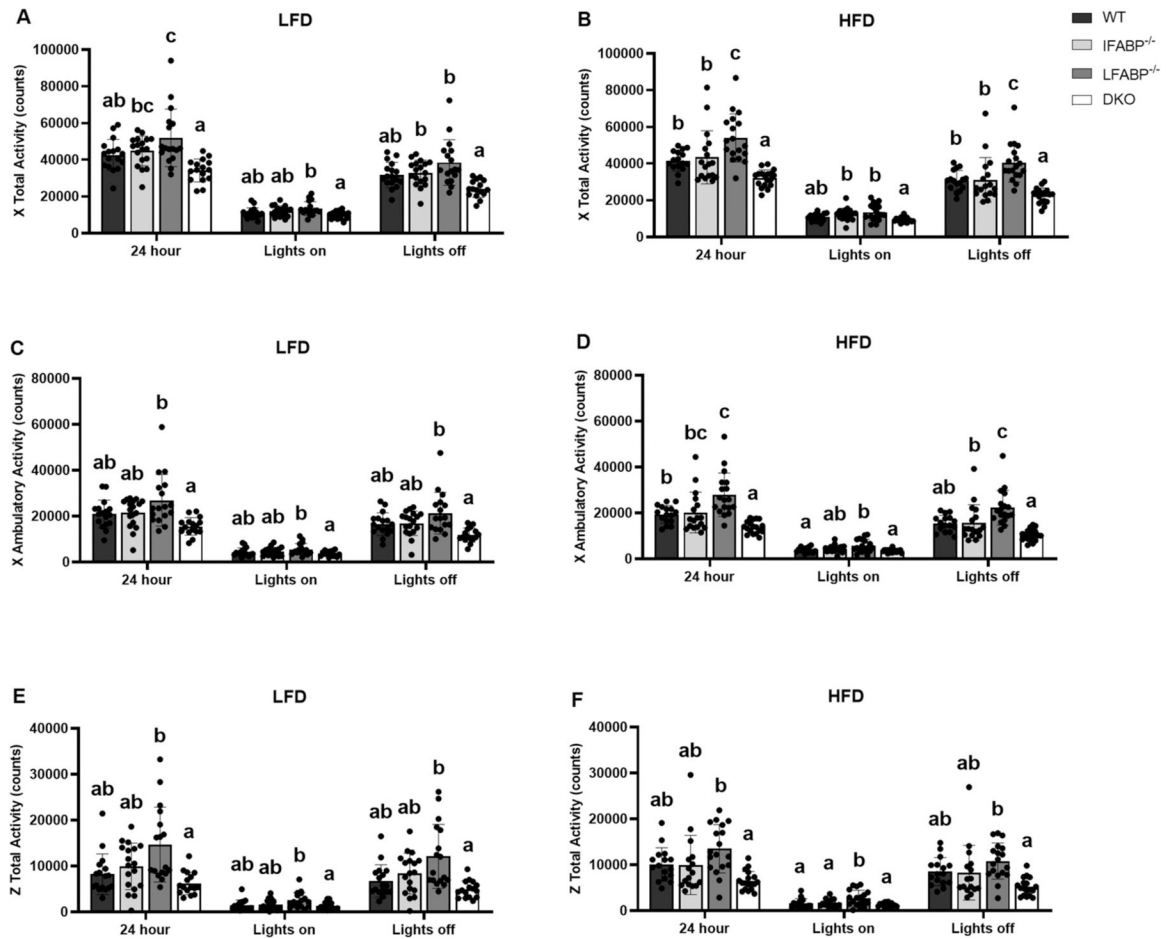 A
LFD
X Total Activity (counts)
100000
80000
60000
40000
20000
0
ab
bc
c
a
ab
ab
b
a
ab
b
b
a
24 hour
Lights on
Lights off
B
HFD
X Total Activity (counts)
100000
80000
60000
40000
20000
0
b
b
c
a
ab
b
b
a
b
b
c
a
24 hour
Lights on
Lights off
WT
IFABP-/-
LFABP-/-
DKO
C
LFD
X Ambulatory Activity (counts)
80000
60000
40000
20000
0
ab
ab
b
a
ab
ab
b
a
ab
ab
b
a
24 hour
Lights on
Lights off
D
HFD
X Ambulatory Activity (counts)
80000
60000
40000
20000
0
b
bc
c
a
a
ab
b
a
ab
b
c
a
24 hour
Lights on
Lights off
E
LFD
Z Total Activity (counts)
40000
30000
20000
10000
0
ab
ab
b
a
ab
ab
b
a
ab
ab
b
a
24 hour
Lights on
Lights off
F
HFD
Z Total Activity (counts)
40000
30000
20000
10000
0
ab
ab
b
a
a
a
b
a
ab
ab
b
a
24 hour
Lights on
Lights off